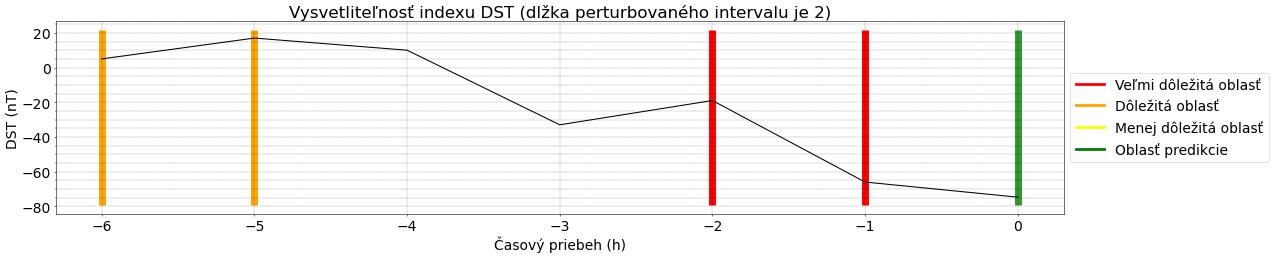 Vysvetliteľnosť indexu DST (dlžka perturbovaného intervalu je 2)
20
0
−20
−40
−60
−80
DST (nT)
−6 −5 −4 −3 −2 −1 0
Časový priebeh (h)
Veľmi dôležitá oblasť
Dôležitá oblasť
Menej dôležitá oblasť
Oblasť predikcie